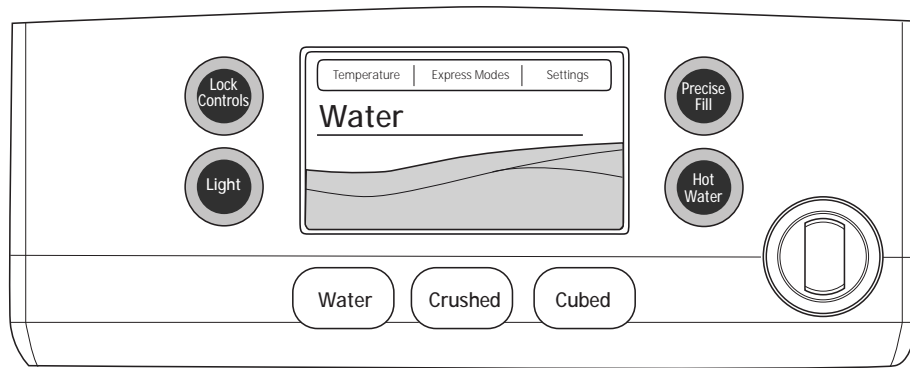 Lock
Controls
Light
Temperature Express Modes Settings
Water
Precise
Fill
Hot
Water
Water Crushed Cubed